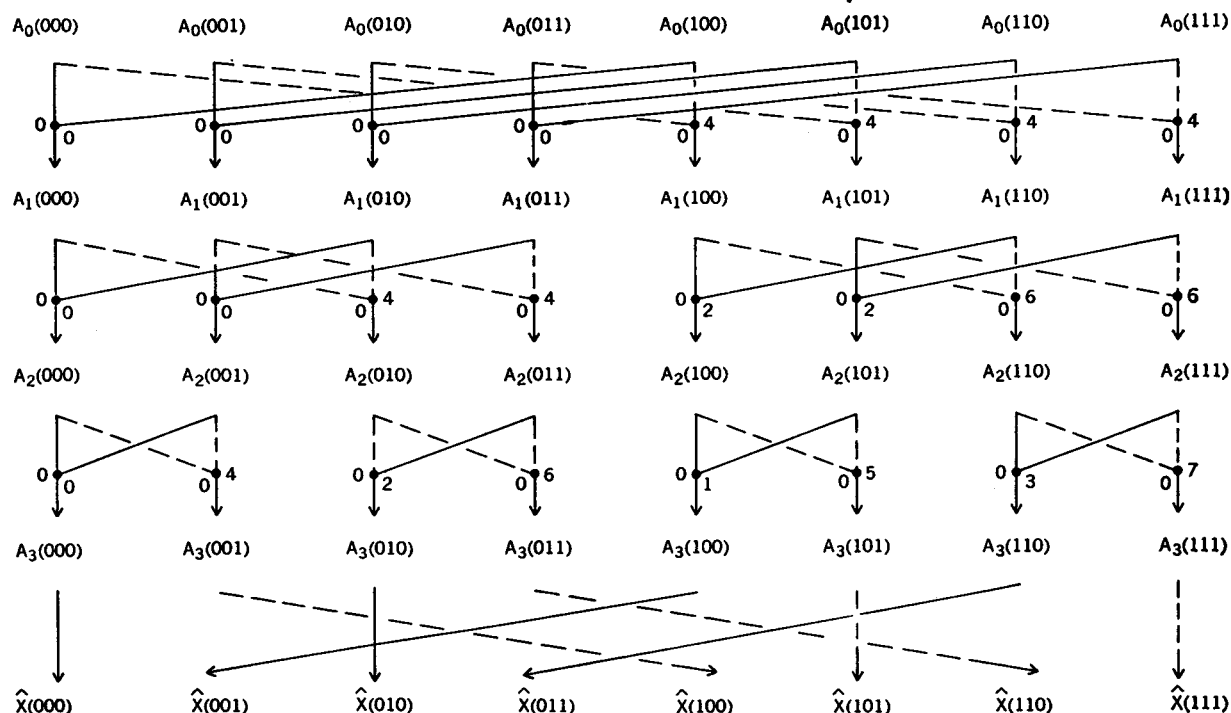 A₀(000) A₀(001) A₀(010) A₀(011) A₀(100) A₀(101) A₀(110) A₀(111)
0 0 0 0 0 0 0 0 0 4 0 4 0 4 0 4
A₁(000) A₁(001) A₁(010) A₁(011) A₁(100) A₁(101) A₁(110) A₁(111)
0 0 0 0 0 4 0 4 0 2 0 2 0 6 0 6
A₂(000) A₂(001) A₂(010) A₂(011) A₂(100) A₂(101) A₂(110) A₂(111)
0 0 0 4 0 2 0 6 0 1 0 5 0 3 0 7
A₃(000) A₃(001) A₃(010) A₃(011) A₃(100) A₃(101) A₃(110) A₃(111)
X̂(000) X̂(001) X̂(010) X̂(011) X̂(100) X̂(101) X̂(110) X̂(111)